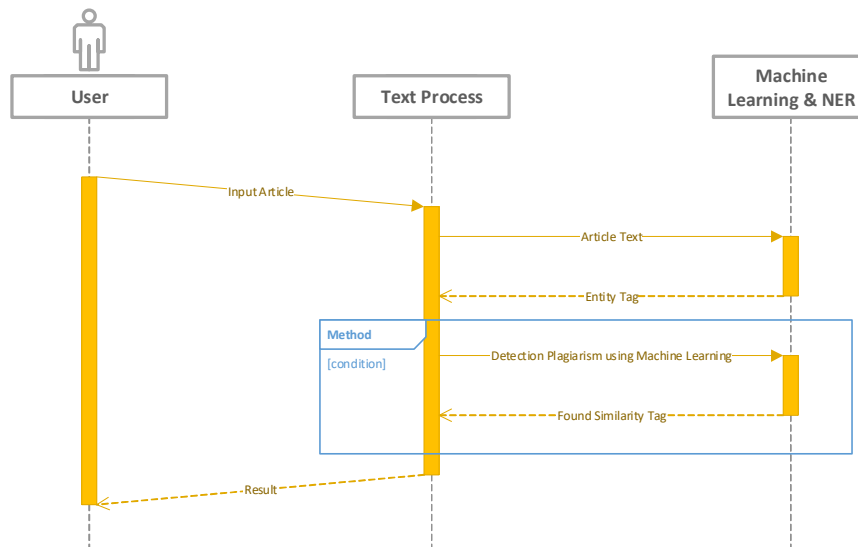 User
Text Process
Machine
Learning & NER
Input Article
Article Text
Entity Tag
Method
[condition]
Detection Plagiarism using Machine Learning
Found Similarity Tag
Result